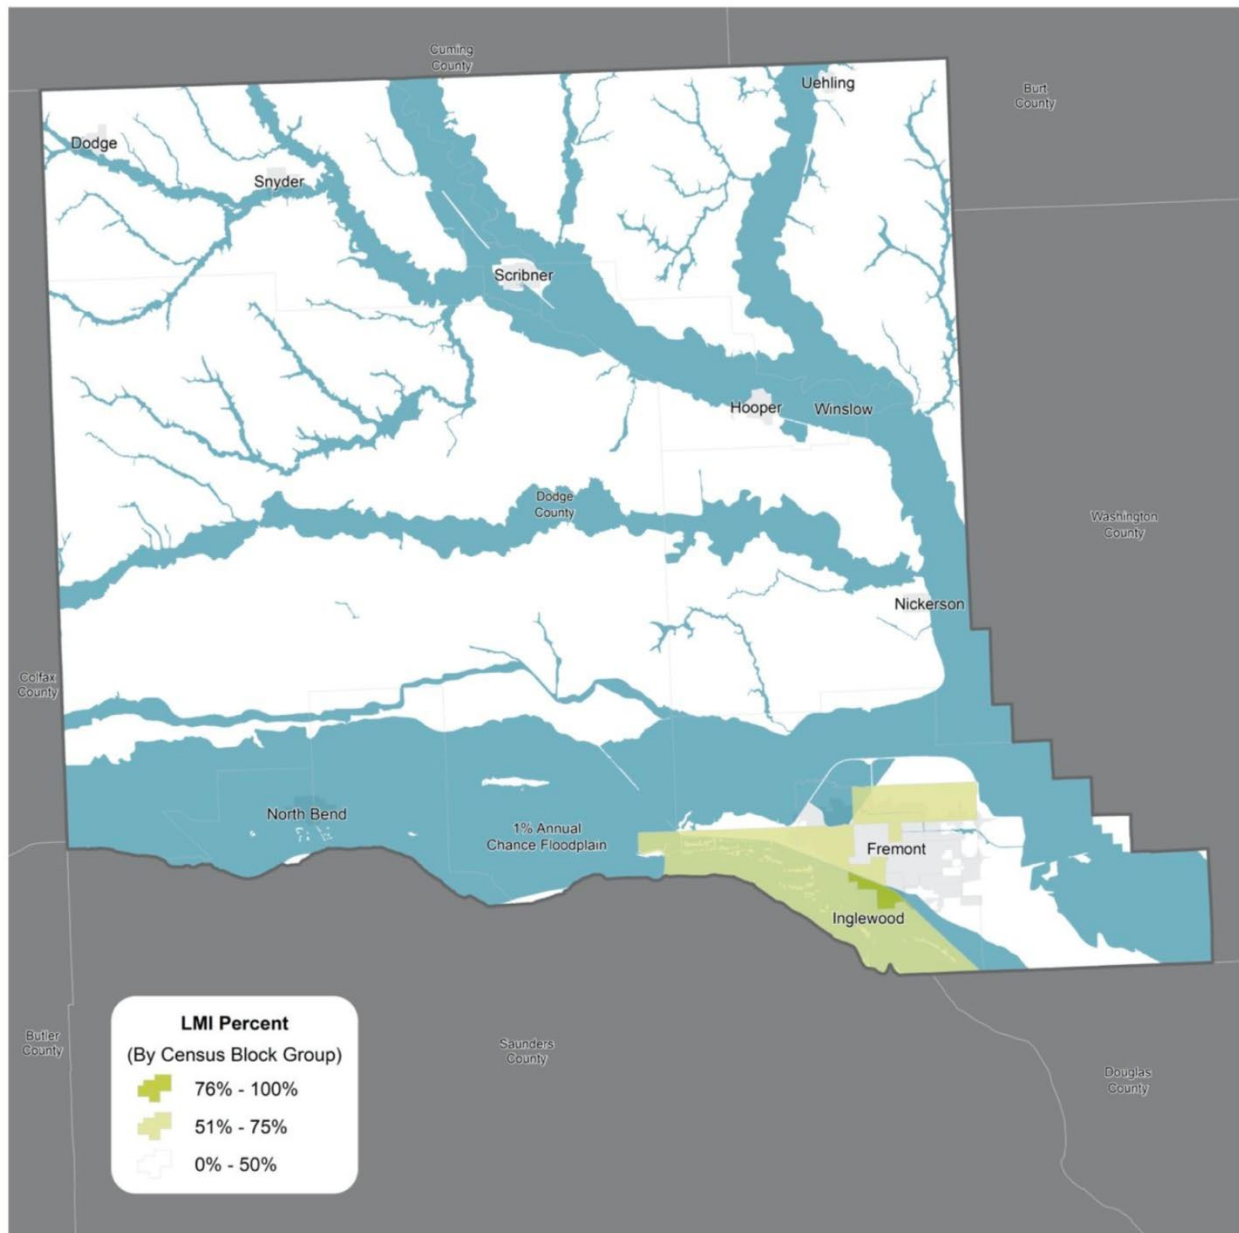 Cuming
County
Uehling
Burt
County
Dodge
Snyder
Scribner
Hooper
Winslow
Dodge
County
Washington
County
Nickerson
Colfax
County
North Bend
1% Annual
Chance Floodplain
Fremont
Inglewood
LMI Percent
(By Census Block Group)
76% - 100%
51% - 75%
0% - 50%
Butler
County
Saunders
County
Douglas
County